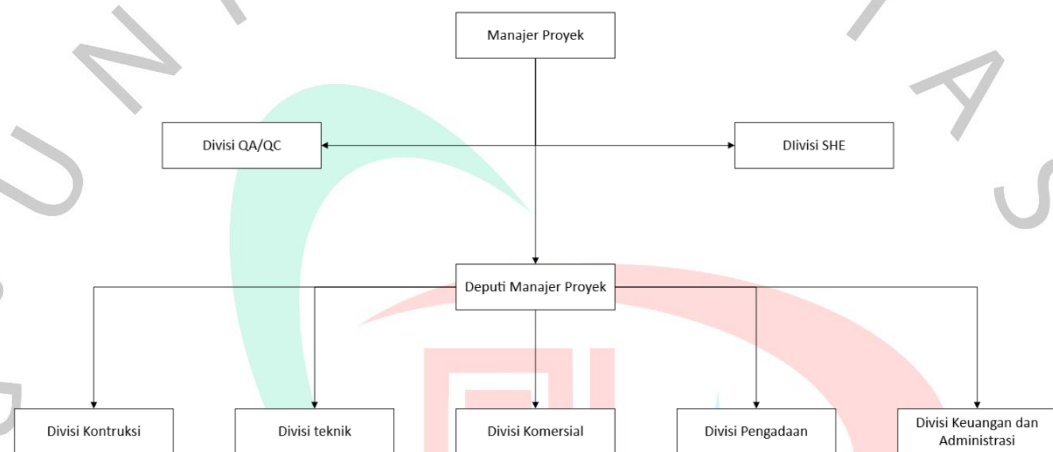 Manajer Proyek
Divisi QA/QC
DIivisi SHE
Deputi Manajer Proyek
Divisi Kontruksi
Divisi teknik
Divisi Komersial
Divisi Pengadaan
Divisi Keuangan dan
Administrasi